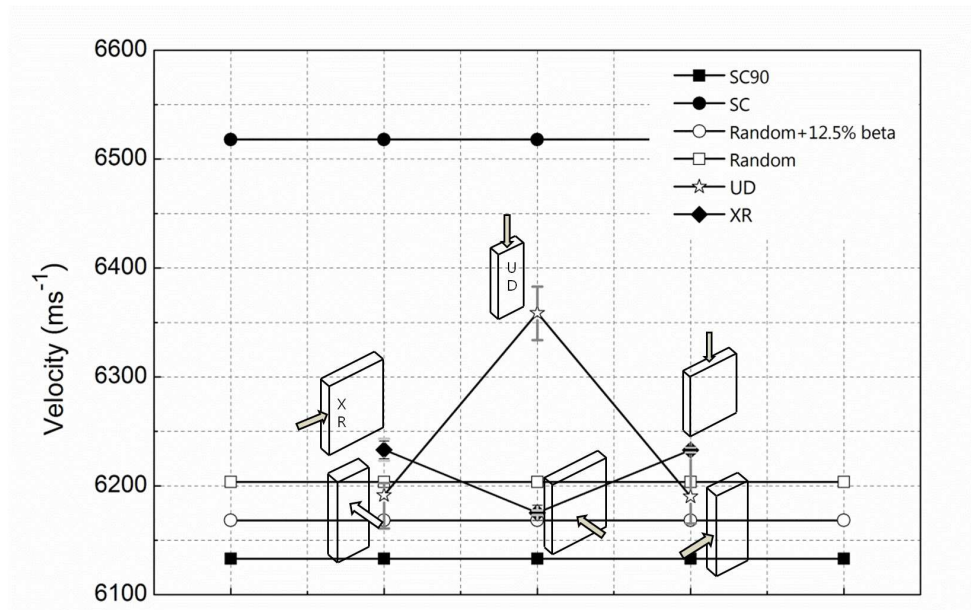 6600
6500
6400
6300
6200
6100
Velocity (ms⁻¹)
SC90
SC
Random+12.5% beta
Random
UD
XR
U
D
X
R